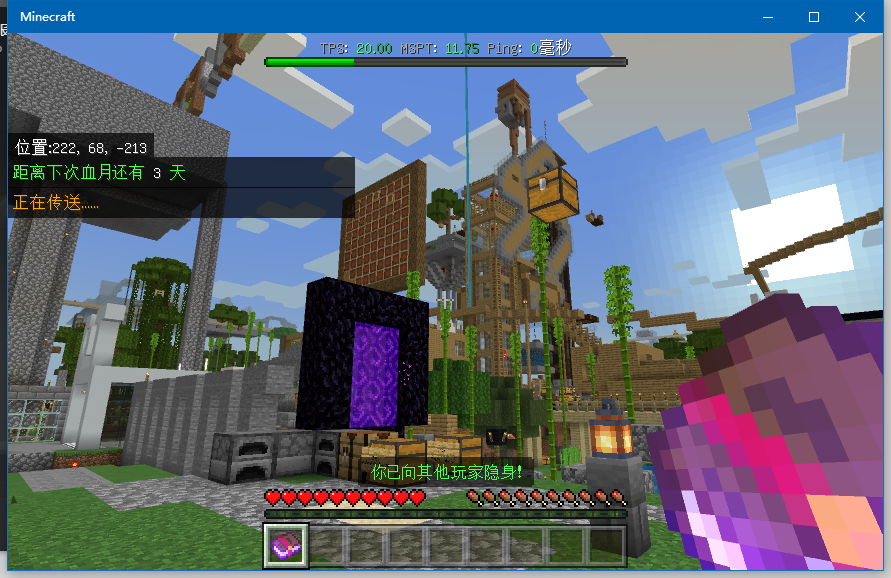 Minecraft
TPS: 20.00 MSPT: 11.75 Ping: 0毫秒
位置:222, 68, -213
距离下次血月还有 3 天
正在传送......
你已向其他玩家隐身!